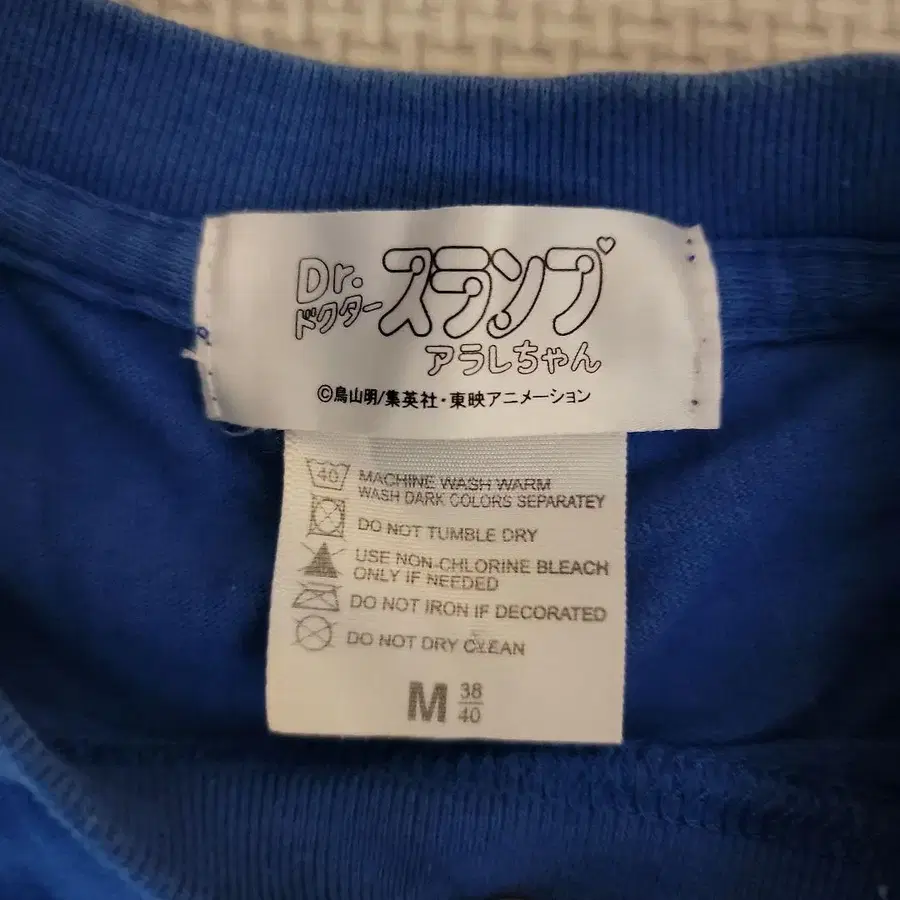 Dr.
ドクター
スランプ
アラレちゃん
©鳥山明/集英社・東映アニメーション
40
MACHINE WASH WARM
WASH DARK COLORS SEPARATEY
DO NOT TUMBLE DRY
USE NON-CHLORINE BLEACH
ONLY IF NEEDED
DO NOT IRON IF DECORATED
DO NOT DRY CLEAN
M 38/40